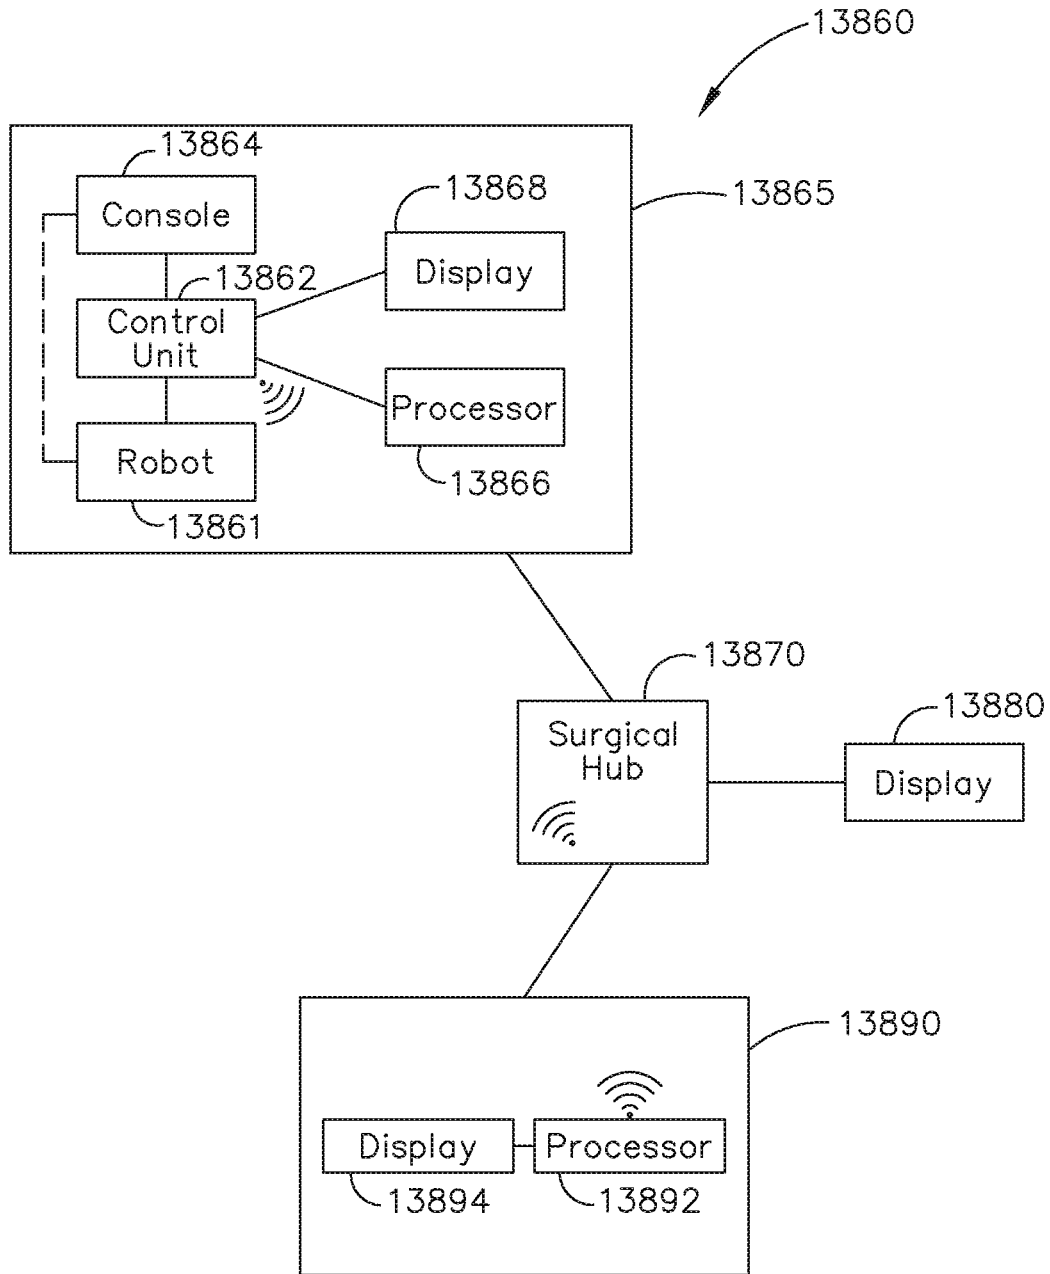 13860
13864
Console
13868
13865
Display
13862
Control
Unit
Processor
Robot
13866
13861
13870
Surgical
Hub
13880
Display
13890
Display
Processor
13894
13892